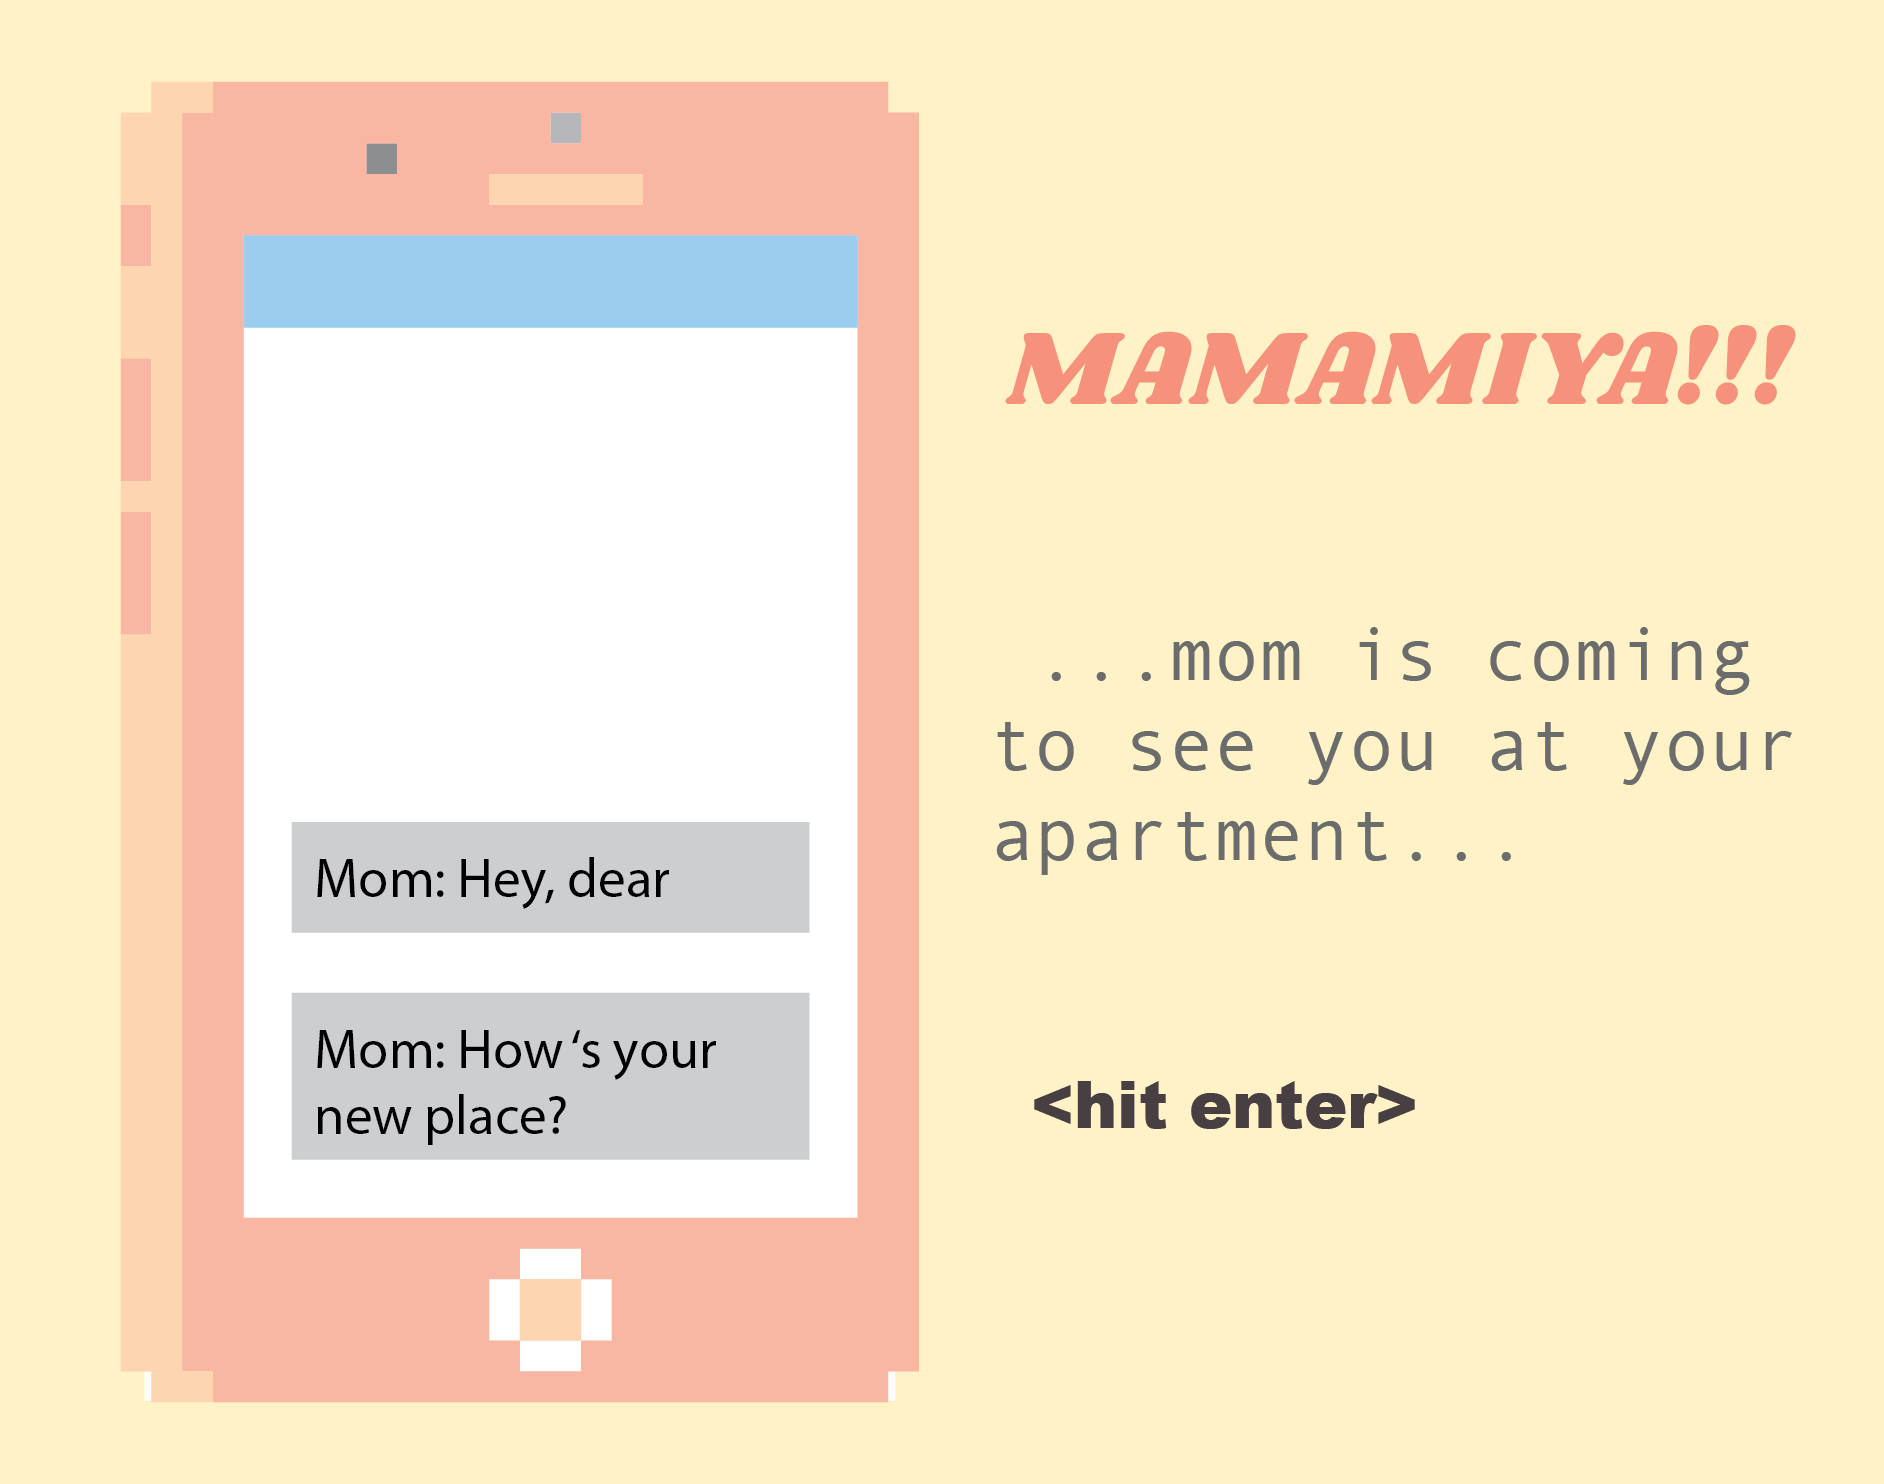 MAMAMIYA!!!
...mom is coming
to see you at your
apartment...
<hit enter>
Mom: Hey, dear
Mom: How ‘s your
new place?